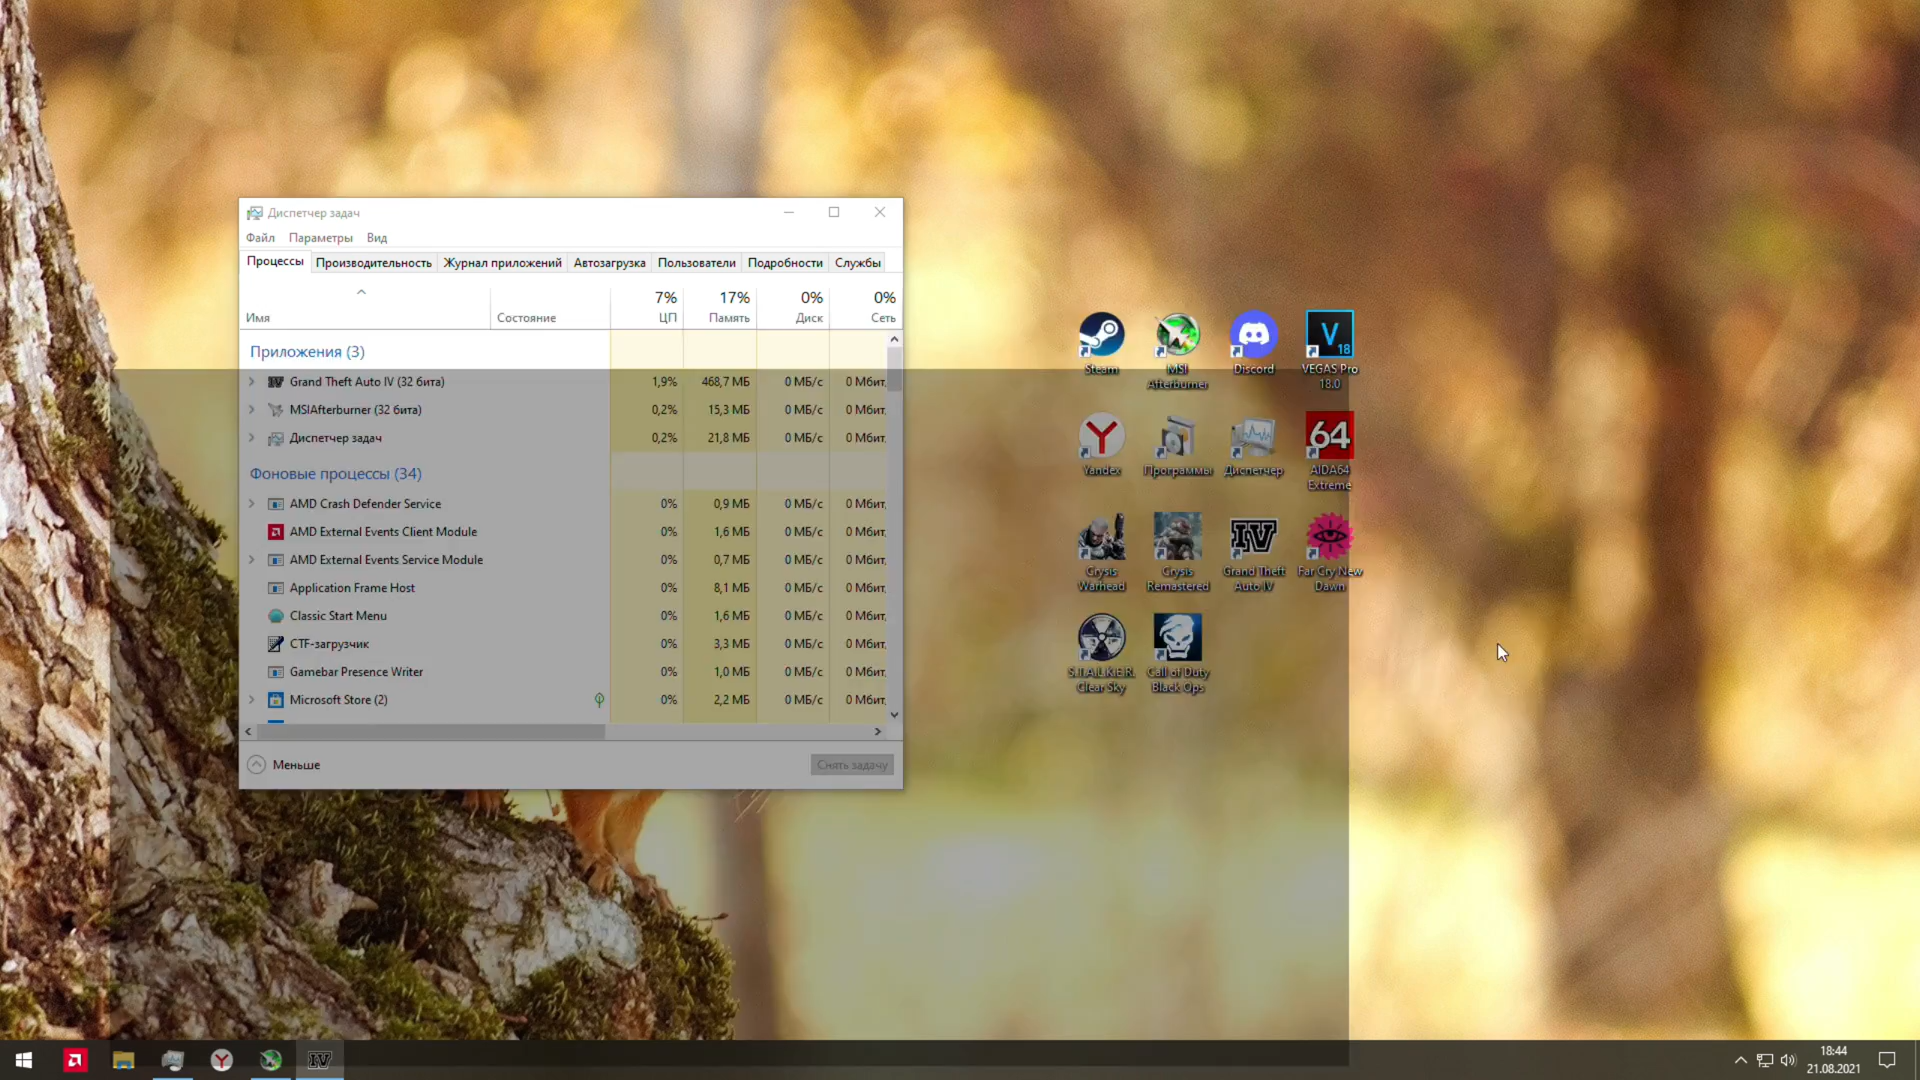 Диспетчер задач
Файл Параметры Вид
Процессы Производительность Журнал приложений Автозагрузка Пользователи Подробности Службы
7% 17% 0% 0%
Имя Состояние ЦП Память Диск Сеть
Приложения (3)
Grand Theft Auto IV (32 бита) 1,9% 468,7 МБ 0 МБ/с 0 Мбит,
MSIAfterburner (32 бита) 0,2% 15,3 МБ 0 МБ/с 0 Мбит,
Диспетчер задач 0,2% 21,8 МБ 0 МБ/с 0 Мбит,
Фоновые процессы (34)
AMD Crash Defender Service 0% 0,9 МБ 0 МБ/с 0 Мбит,
AMD External Events Client Module 0% 1,6 МБ 0 МБ/с 0 Мбит,
AMD External Events Service Module 0% 0,7 МБ 0 МБ/с 0 Мбит,
Application Frame Host 0% 8,1 МБ 0 МБ/с 0 Мбит,
Classic Start Menu 0% 1,6 МБ 0 МБ/с 0 Мбит,
CTF-загрузчик 0% 3,3 МБ 0 МБ/с 0 Мбит,
Gamebar Presence Writer 0% 1,0 МБ 0 МБ/с 0 Мбит,
Microsoft Store (2) 0% 2,2 МБ 0 МБ/с 0 Мбит,
Меньше Снять задачу
V 18
Steam MSI Afterburner Discord VEGAS Pro 18.0
Y 64
Yandex Программы Диспетчер AIDA64 Extreme
IV
Crysis Warhead Crysis Remastered Grand Theft Auto IV Far Cry New Dawn
S.T.A.L.K.E.R. Clear Sky Call of Duty Black Ops
Y IV
18:44
21.08.2021